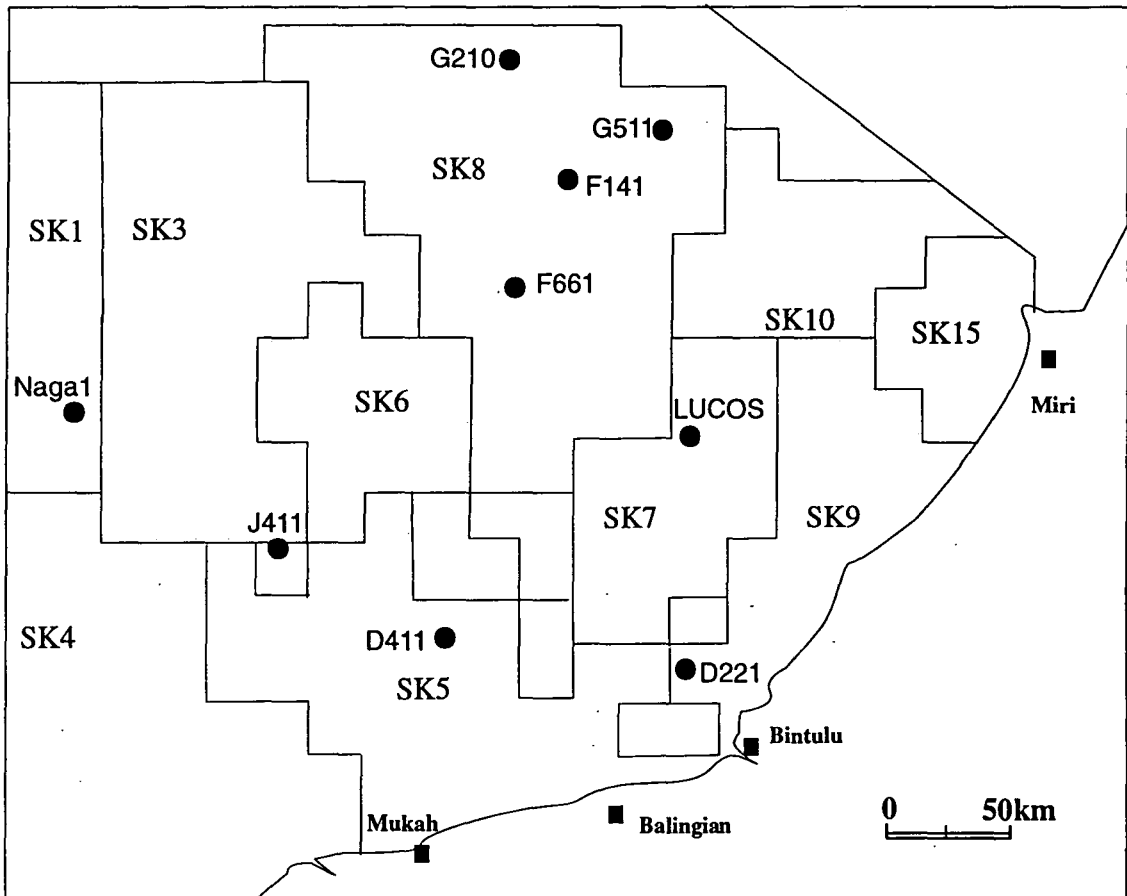 G210
G511
SK8
F141
SK1
SK3
F661
SK10
SK15
Naga1
SK6
LUCOS
Miri
J411
SK7
SK9
SK4
D411
D221
SK5
Bintulu
0 50km
Mukah
Balingian